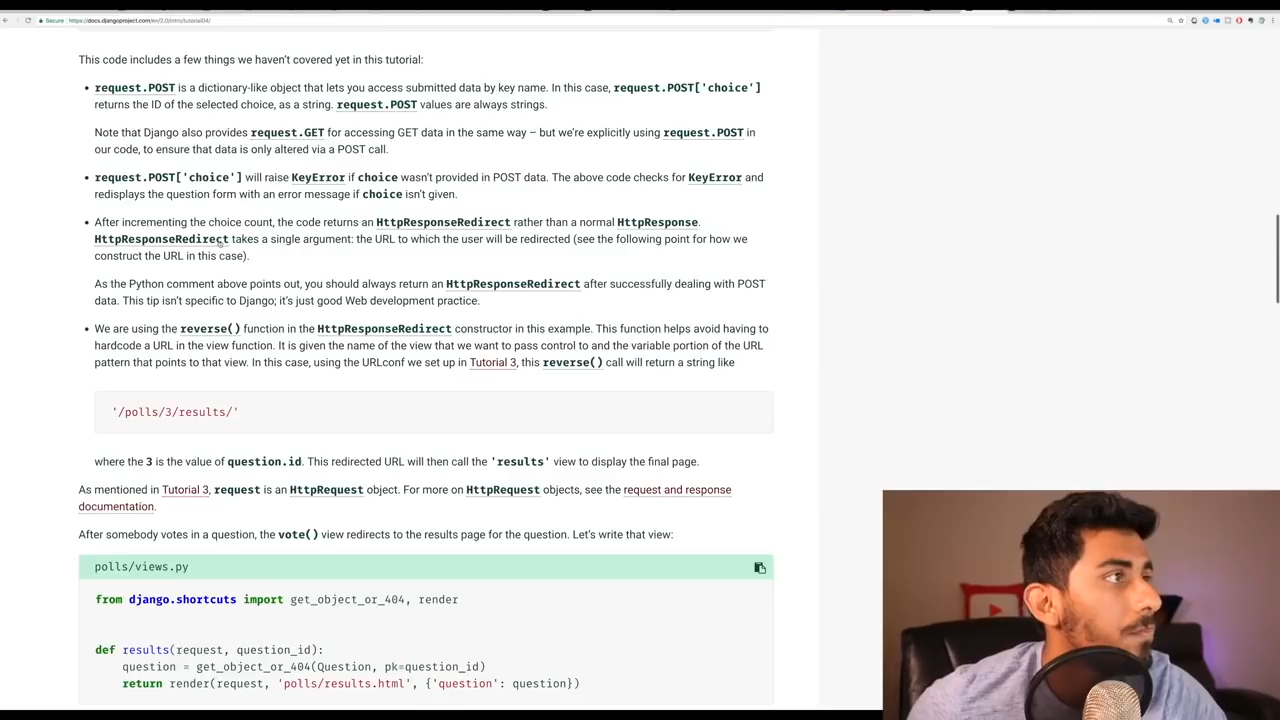 Secure https://docs.djangoproject.com/en/2.0/intro/tutorial04/
This code includes a few things we haven't covered yet in this tutorial:
• request.POST is a dictionary-like object that lets you access submitted data by key name. In this case, request.POST['choice']
returns the ID of the selected choice, as a string. request.POST values are always strings.
Note that Django also provides request.GET for accessing GET data in the same way – but we're explicitly using request.POST in
our code, to ensure that data is only altered via a POST call.
• request.POST['choice'] will raise KeyError if choice wasn't provided in POST data. The above code checks for KeyError and
redisplays the question form with an error message if choice isn't given.
• After incrementing the choice count, the code returns an HttpResponseRedirect rather than a normal HttpResponse.
HttpResponseRedirect takes a single argument: the URL to which the user will be redirected (see the following point for how we
construct the URL in this case).
As the Python comment above points out, you should always return an HttpResponseRedirect after successfully dealing with POST
data. This tip isn't specific to Django; it's just good Web development practice.
• We are using the reverse() function in the HttpResponseRedirect constructor in this example. This function helps avoid having to
hardcode a URL in the view function. It is given the name of the view that we want to pass control to and the variable portion of the URL
pattern that points to that view. In this case, using the URLconf we set up in Tutorial 3, this reverse() call will return a string like
'/polls/3/results/'
where the 3 is the value of question.id. This redirected URL will then call the 'results' view to display the final page.
As mentioned in Tutorial 3, request is an HttpRequest object. For more on HttpRequest objects, see the request and response
documentation.
After somebody votes in a question, the vote() view redirects to the results page for the question. Let's write that view:
polls/views.py
from django.shortcuts import get_object_or_404, render
def results(request, question_id):
question = get_object_or_404(Question, pk=question_id)
return render(request, 'polls/results.html', {'question': question})